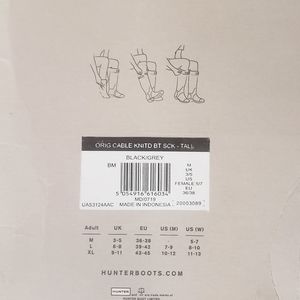 ORIG CABLE KNITD BT SCK - TALL
BLACK/GREY
BM
M
UK
3/5
US
FEMALE 5/7
EU
36/38
5 054916 616034
MD/0719
UAS3124AAC MADE IN INDONESIA 20003089
Adult UK EU US (M) US (W)
M 3-5 36-38 5-7
L 6-8 39-42 7-9 8-10
XL 9-11 43-45 10-12 11-13
HUNTERBOOTS.COM
HUNTER